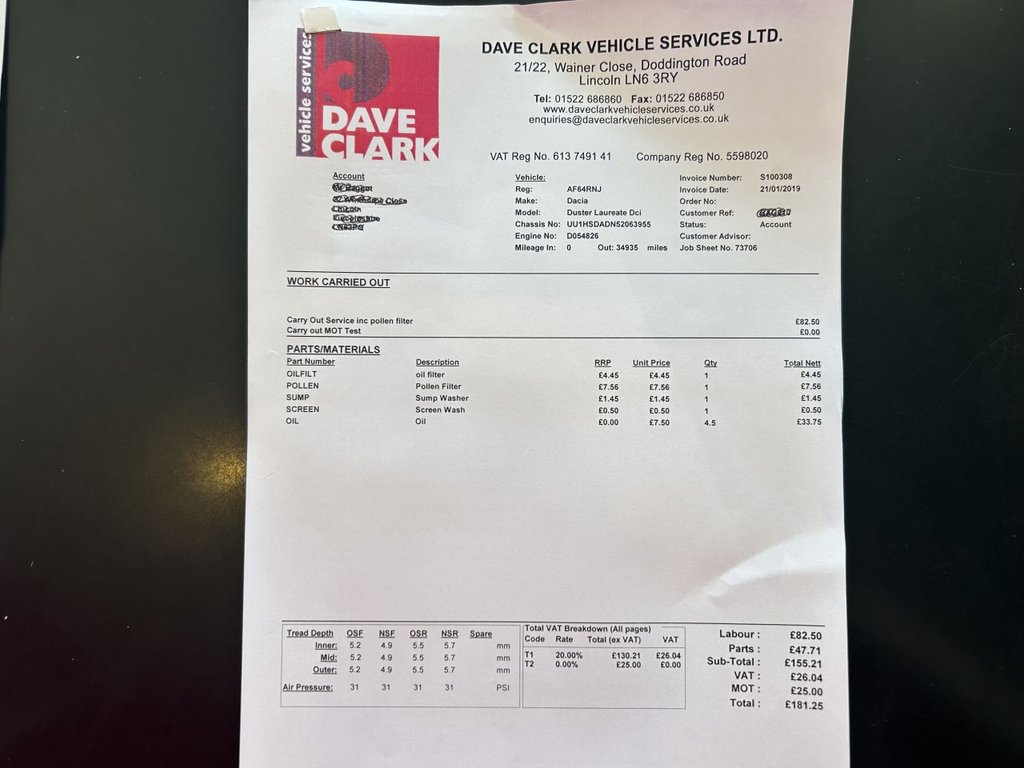 vehicle services
DAVE
CLARK
DAVE CLARK VEHICLE SERVICES LTD.
21/22, Wainer Close, Doddington Road
Lincoln LN6 3RY
Tel: 01522 686860 Fax: 01522 686850
www.daveclarkvehicleservices.co.uk
enquiries@daveclarkvehicleservices.co.uk
VAT Reg No. 613 7491 41 Company Reg No. 5598020
Account
Vehicle:
Reg: AF64RNJ
Make: Dacia
Model: Duster Laureate Dci
Chassis No: UU1HSDADN52063955
Engine No: D054826
Mileage In: 0 Out: 34935 miles
Invoice Number: S100308
Invoice Date: 21/01/2019
Order No:
Customer Ref:
Status: Account
Customer Advisor:
Job Sheet No. 73706
WORK CARRIED OUT
Carry Out Service inc pollen filter £82.50
Carry out MOT Test £0.00
PARTS/MATERIALS
Part Number Description RRP Unit Price Qty Total Nett
OILFILT oil filter £4.45 £4.45 1 £4.45
POLLEN Pollen Filter £7.56 £7.56 1 £7.56
SUMP Sump Washer £1.45 £1.45 1 £1.45
SCREEN Screen Wash £0.50 £0.50 1 £0.50
OIL Oil £0.00 £7.50 4.5 £33.75
Tread Depth OSF NSF OSR NSR Spare
Inner: 5.2 4.9 5.5 5.7 mm
Mid: 5.2 4.9 5.5 5.7 mm
Outer: 5.2 4.9 5.5 5.7 mm
Air Pressure: 31 31 31 31 PSI
Total VAT Breakdown (All pages)
Code Rate Total (ex VAT) VAT
T1 20.00% £130.21 £26.04
T2 0.00% £25.00 £0.00
Labour : £82.50
Parts : £47.71
Sub-Total : £155.21
VAT : £26.04
MOT : £25.00
Total : £181.25